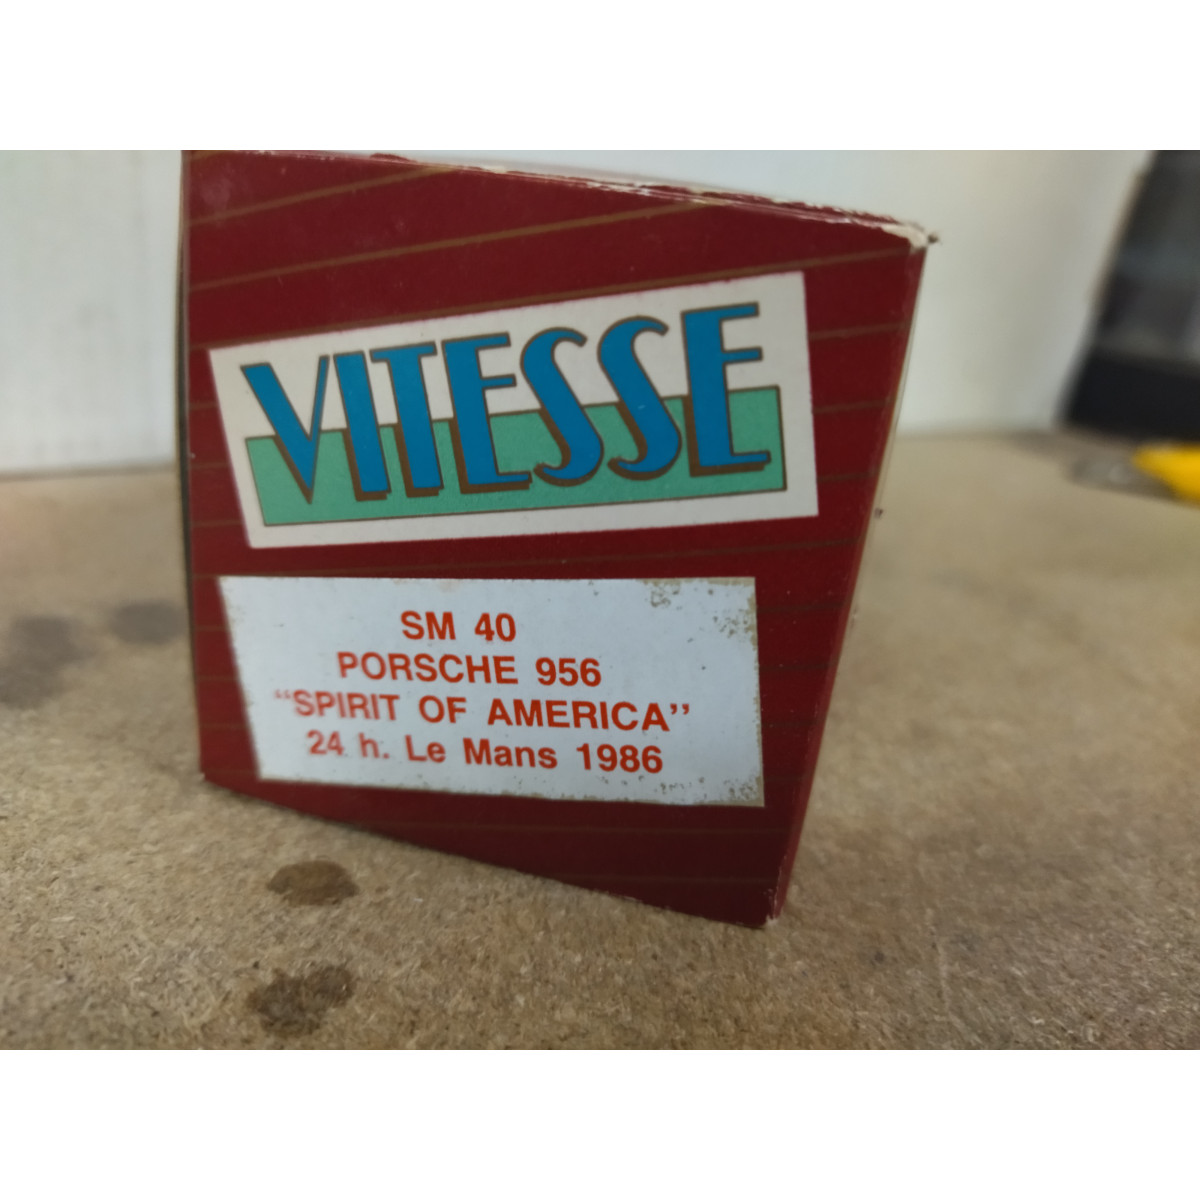 VITESSE
SM 40
PORSCHE 956
“SPIRIT OF AMERICA”
24 h. Le Mans 1986